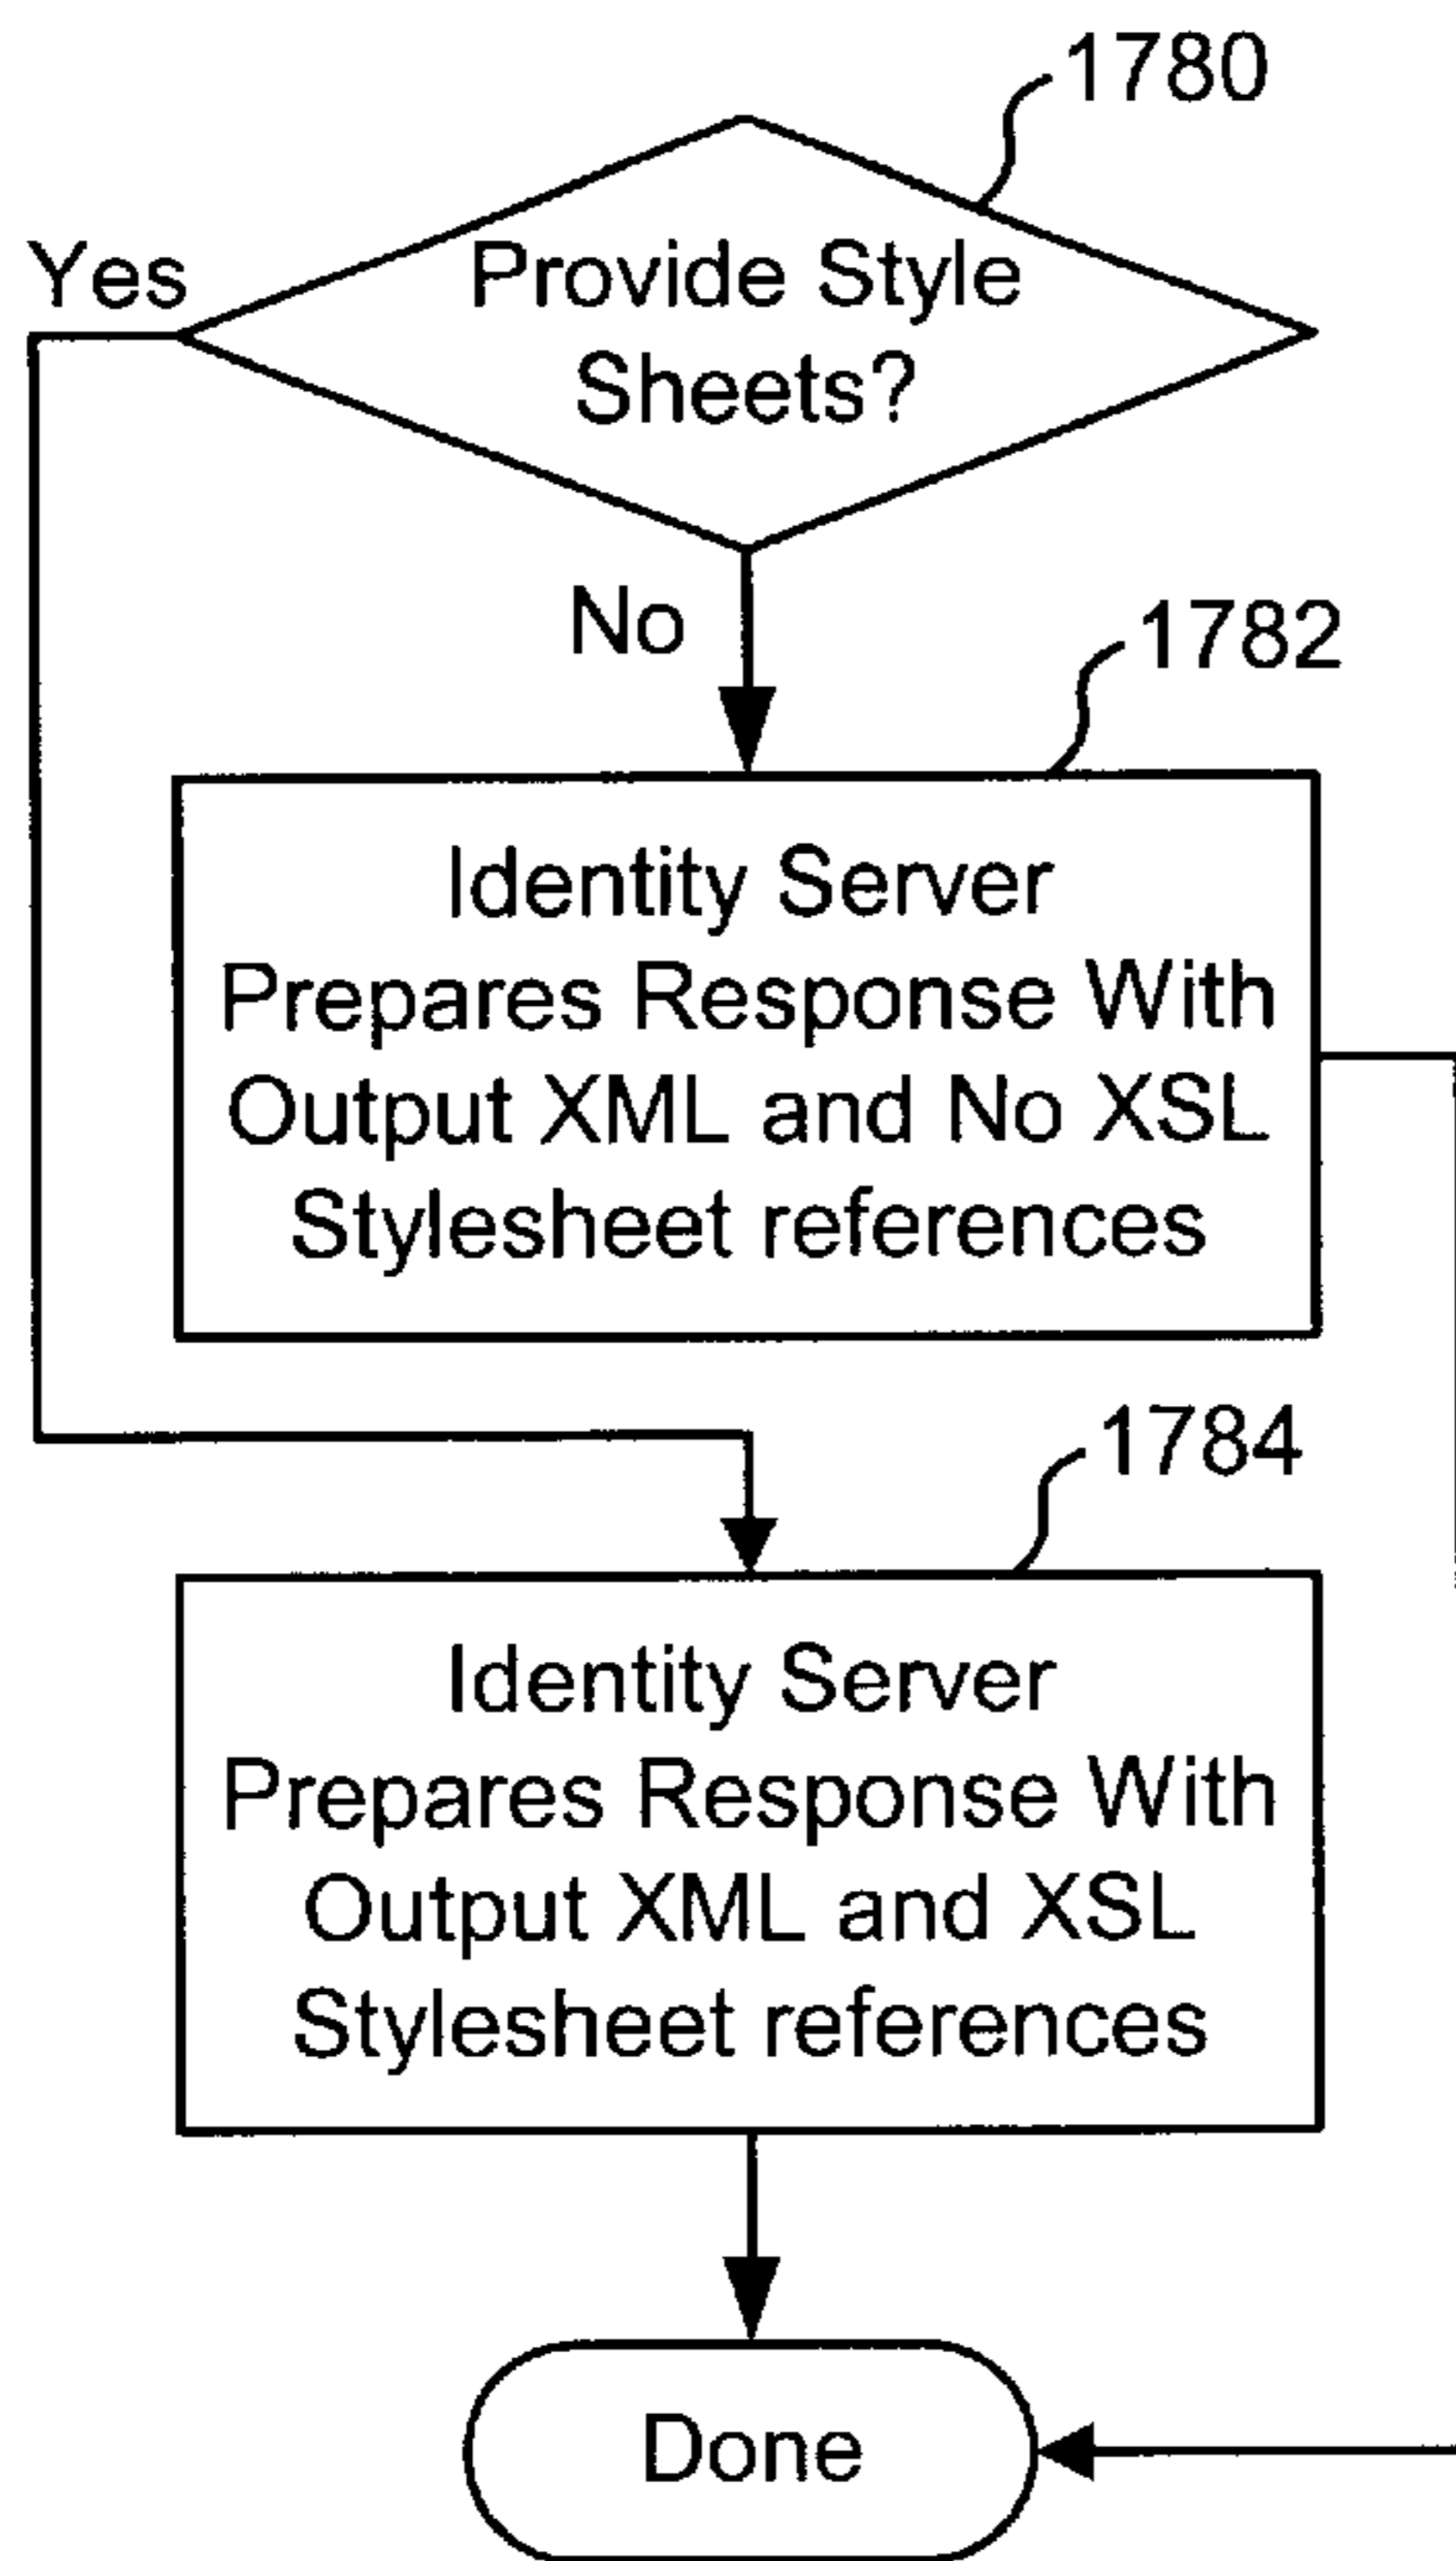 1780
Yes
Provide Style
Sheets?
No
1782
Identity Server
Prepares Response With
Output XML and No XSL
Stylesheet references
1784
Identity Server
Prepares Response With
Output XML and XSL
Stylesheet references
Done